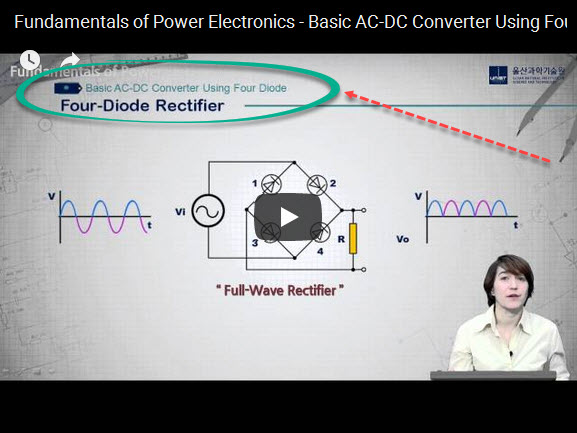 Fundamentals of Power Electronics - Basic AC-DC Converter Using Fou
Fundamentals of Pow
Basic AC-DC Converter Using Four Diode
Four-Diode Rectifier
UNIST
울산과학기술원
V
t
Vi
1
2
3
4
R
V
t
Vo
“ Full-Wave Rectifier ”